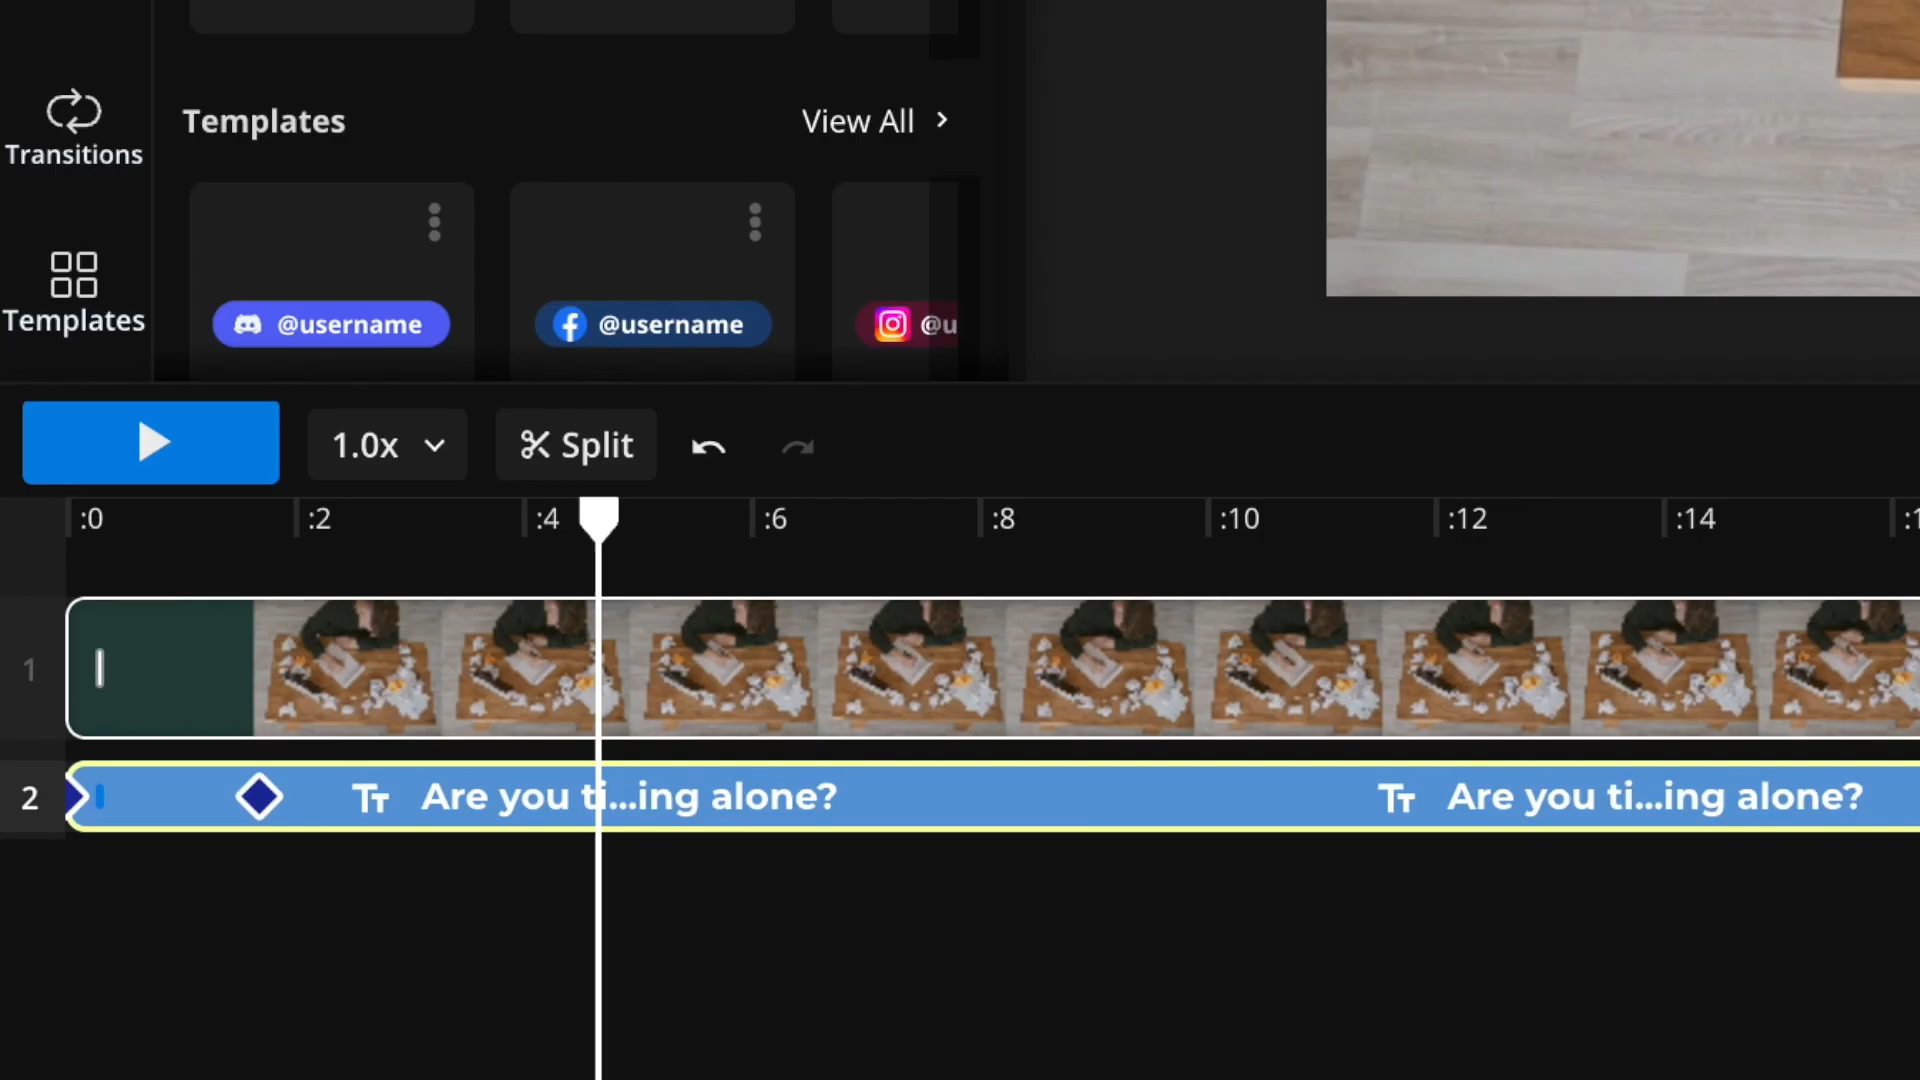 Transitions
Templates
View All
Templates
@username
@username
@u
1.0x
Split
:0
:2
:4
:6
:8
:10
:12
:14
:1
1
2
Are you ti...ing alone?
Are you ti...ing alone?